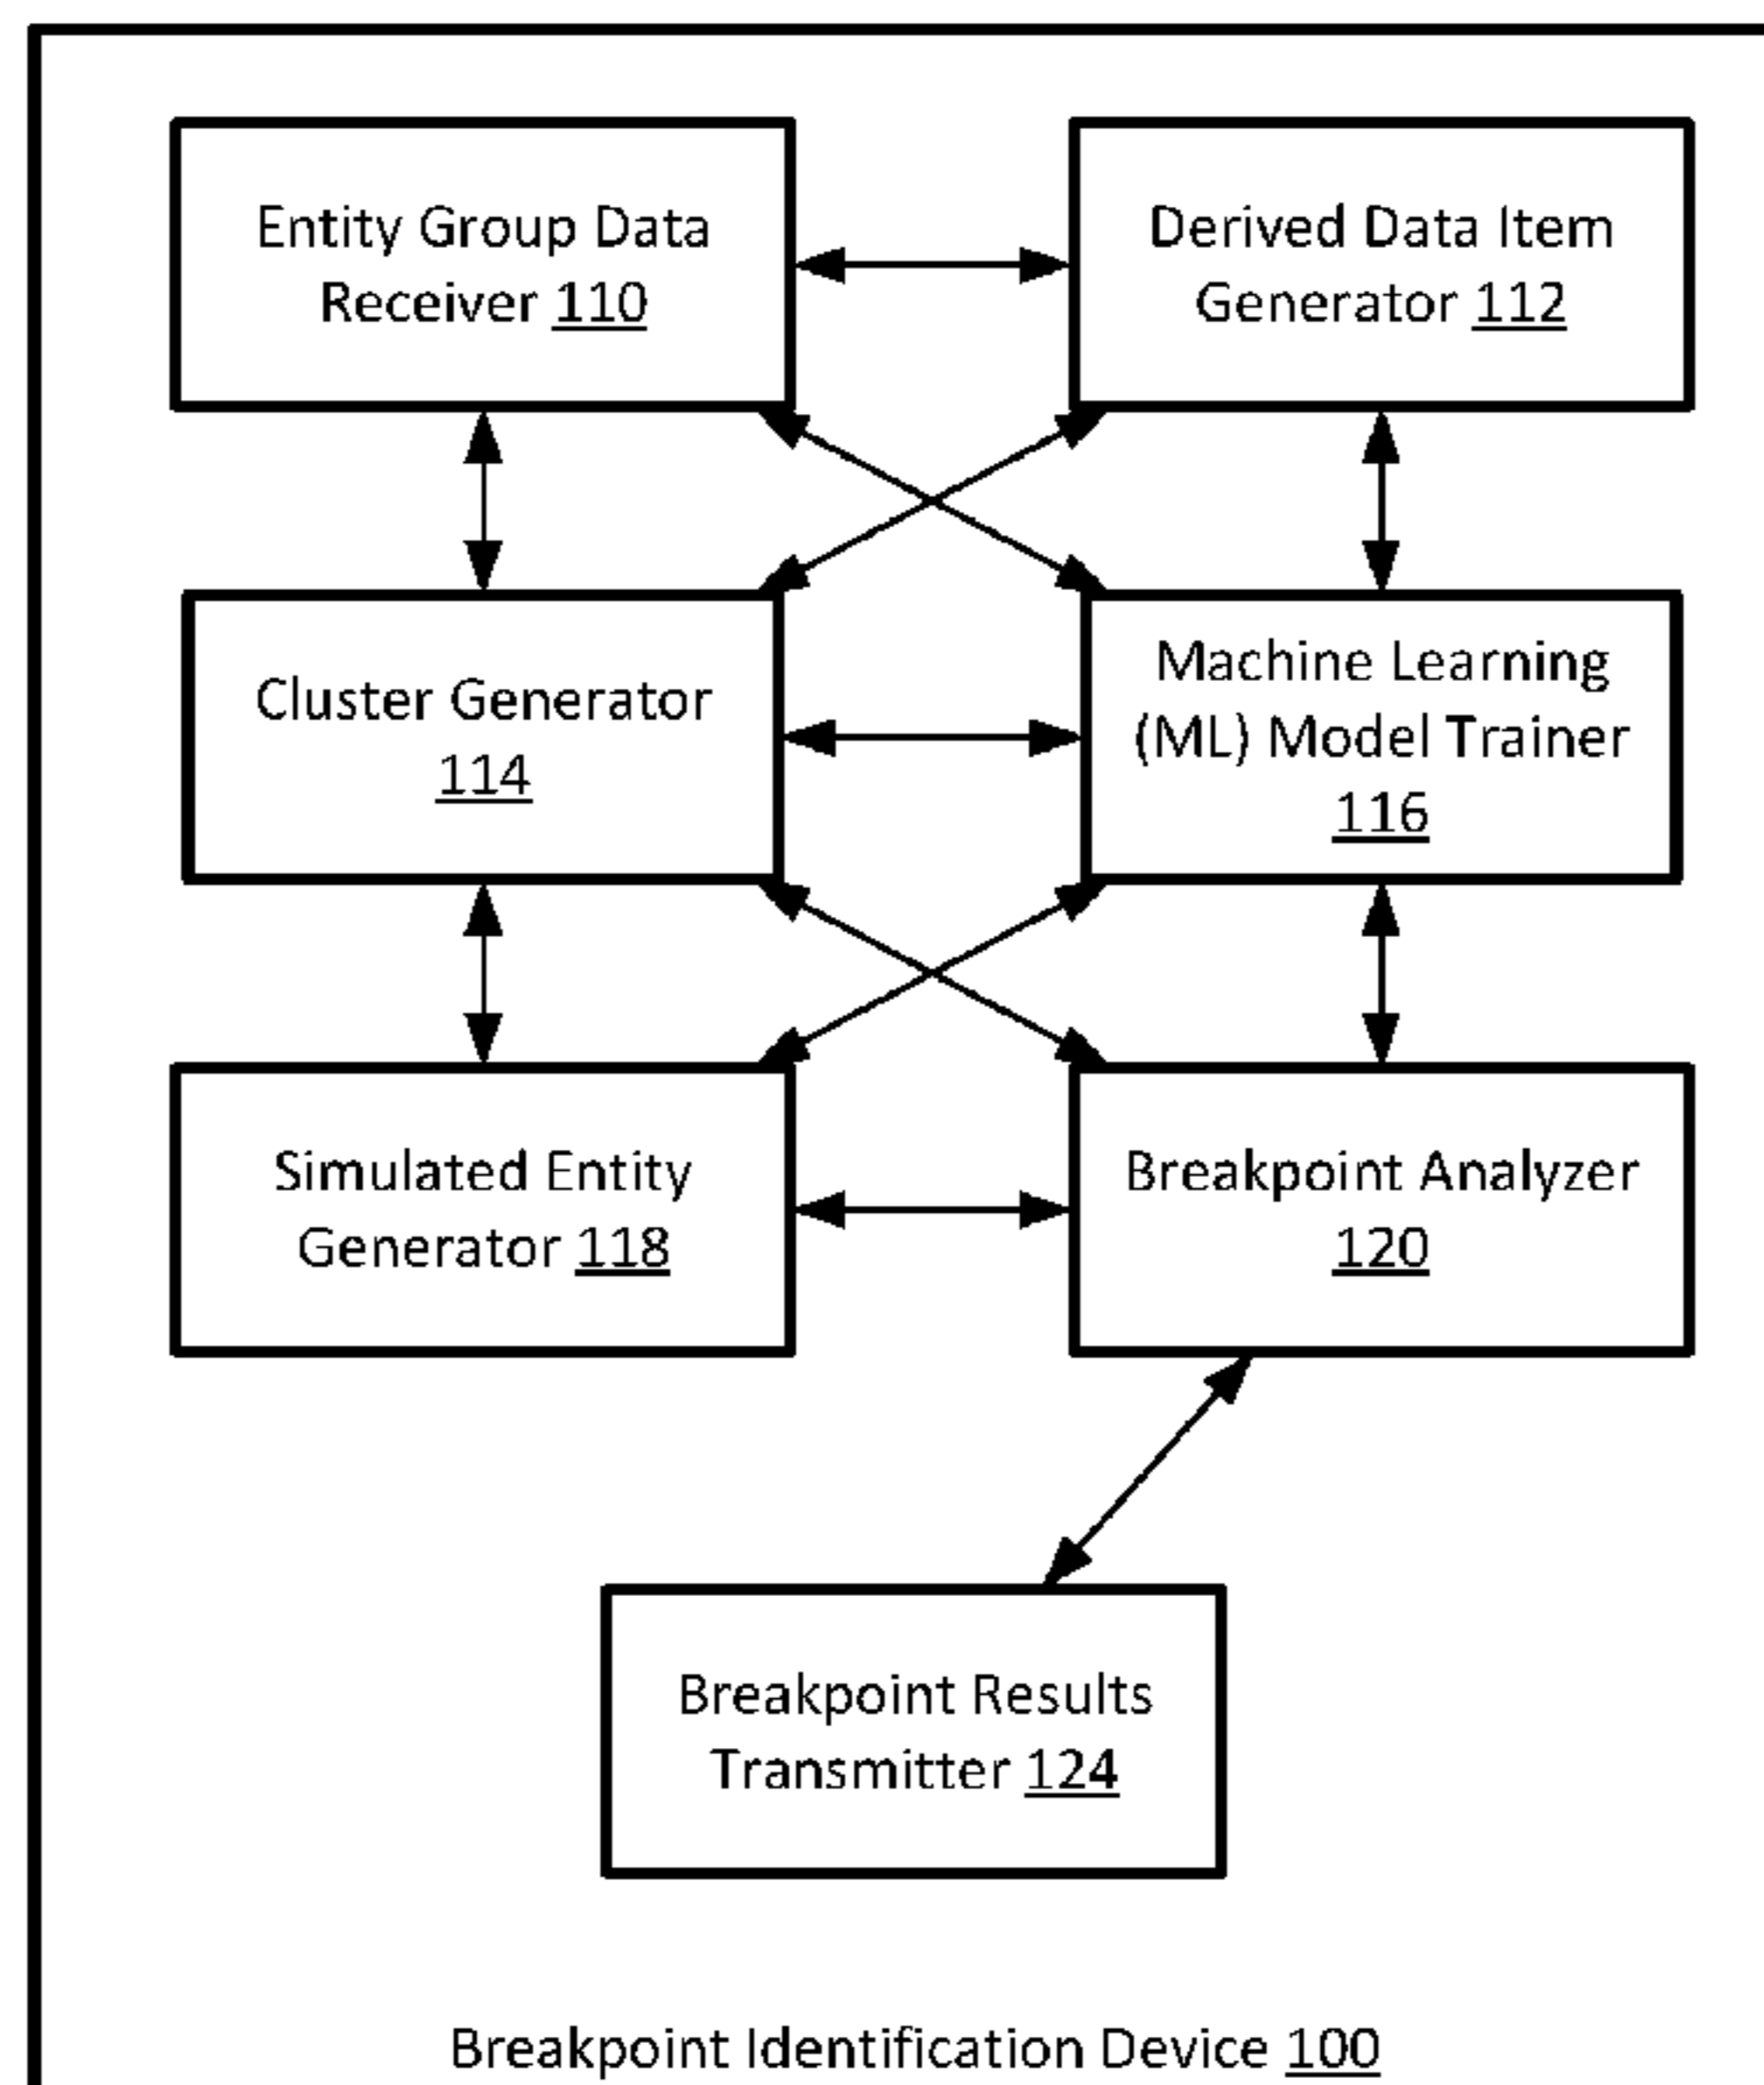 Entity Group Data
Receiver 110
Derived Data Item
Generator 112
Cluster Generator
114
Machine Learning
(ML) Model Trainer
116
Simulated Entity
Generator 118
Breakpoint Analyzer
120
Breakpoint Results
Transmitter 124
Breakpoint Identification Device 100